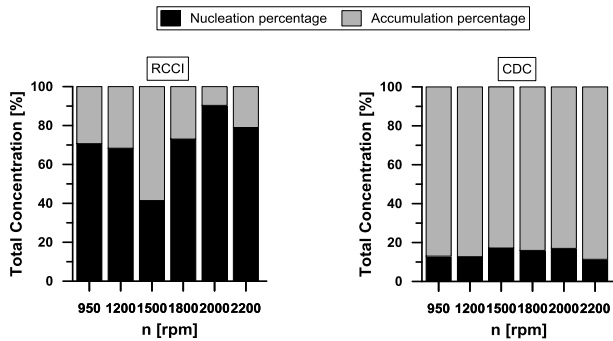 Nucleation percentage Accumulation percentage
RCCI
Total Concentration [%]
100
80
60
40
20
0
950 1200 1500 1800 2000 2200
n [rpm]
CDC
Total Concentration [%]
100
80
60
40
20
0
950 1200 1500 1800 2000 2200
n [rpm]